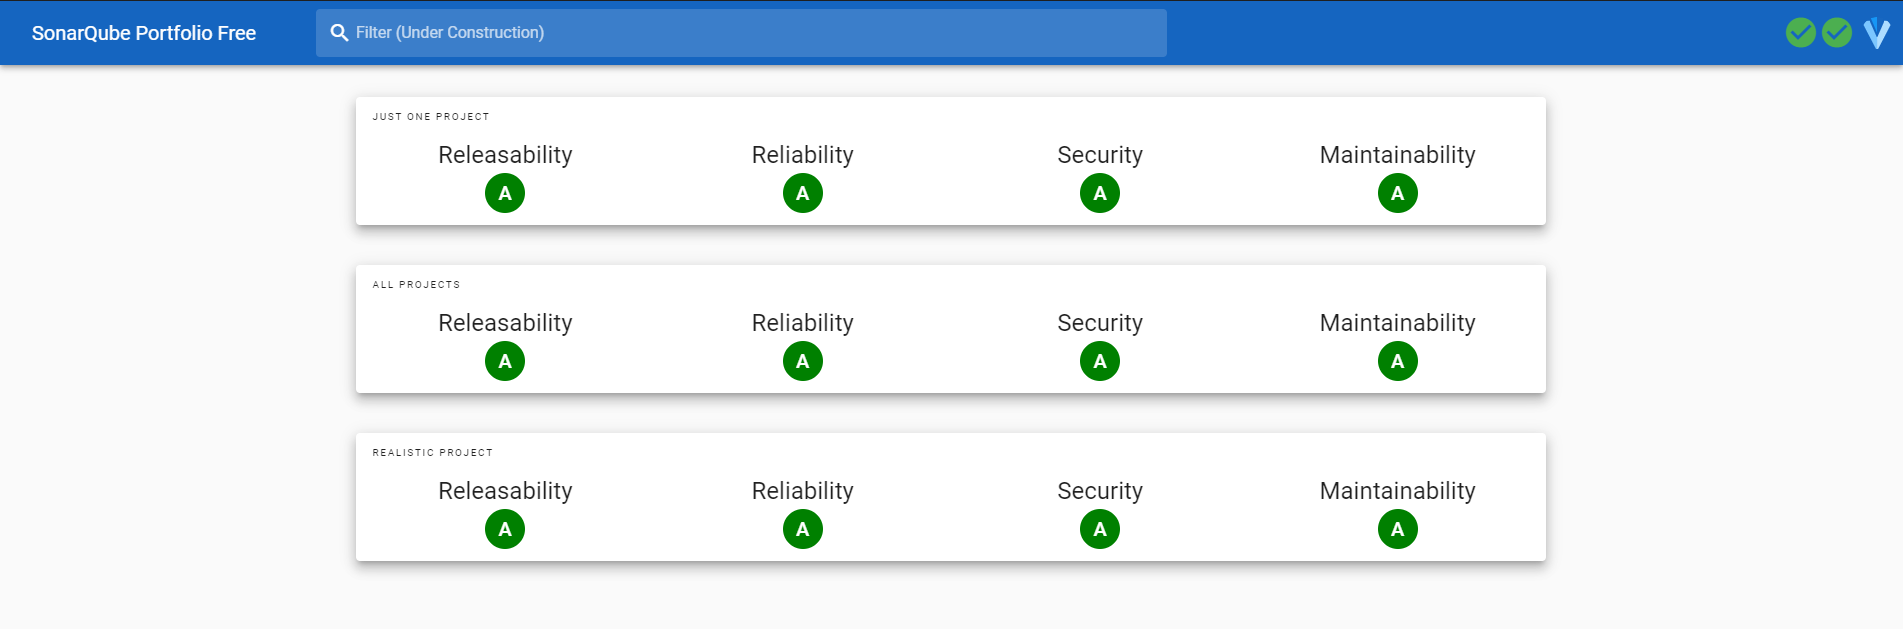 SonarQube Portfolio Free
Filter (Under Construction)
JUST ONE PROJECT
Releasability Reliability Security Maintainability
A A A A
ALL PROJECTS
Releasability Reliability Security Maintainability
A A A A
REALISTIC PROJECT
Releasability Reliability Security Maintainability
A A A A